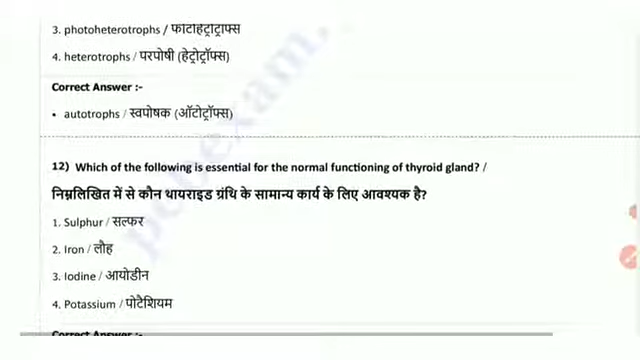 3. photoheterotrophs / फोटोहेट्रोट्राफ्स
4. heterotrophs / परपोषी (हेट्रोट्रॉफ्स)
Correct Answer :-
• autotrophs / स्वपोषक (ऑटोट्रॉफ्स)
12) Which of the following is essential for the normal functioning of thyroid gland? /
निम्नलिखित में से कौन थायराइड ग्रंथि के सामान्य कार्य के लिए आवश्यक है?
1. Sulphur / सल्फर
2. Iron / लौह
3. Iodine / आयोडीन
4. Potassium / पोटैशियम
Correct Answer :-